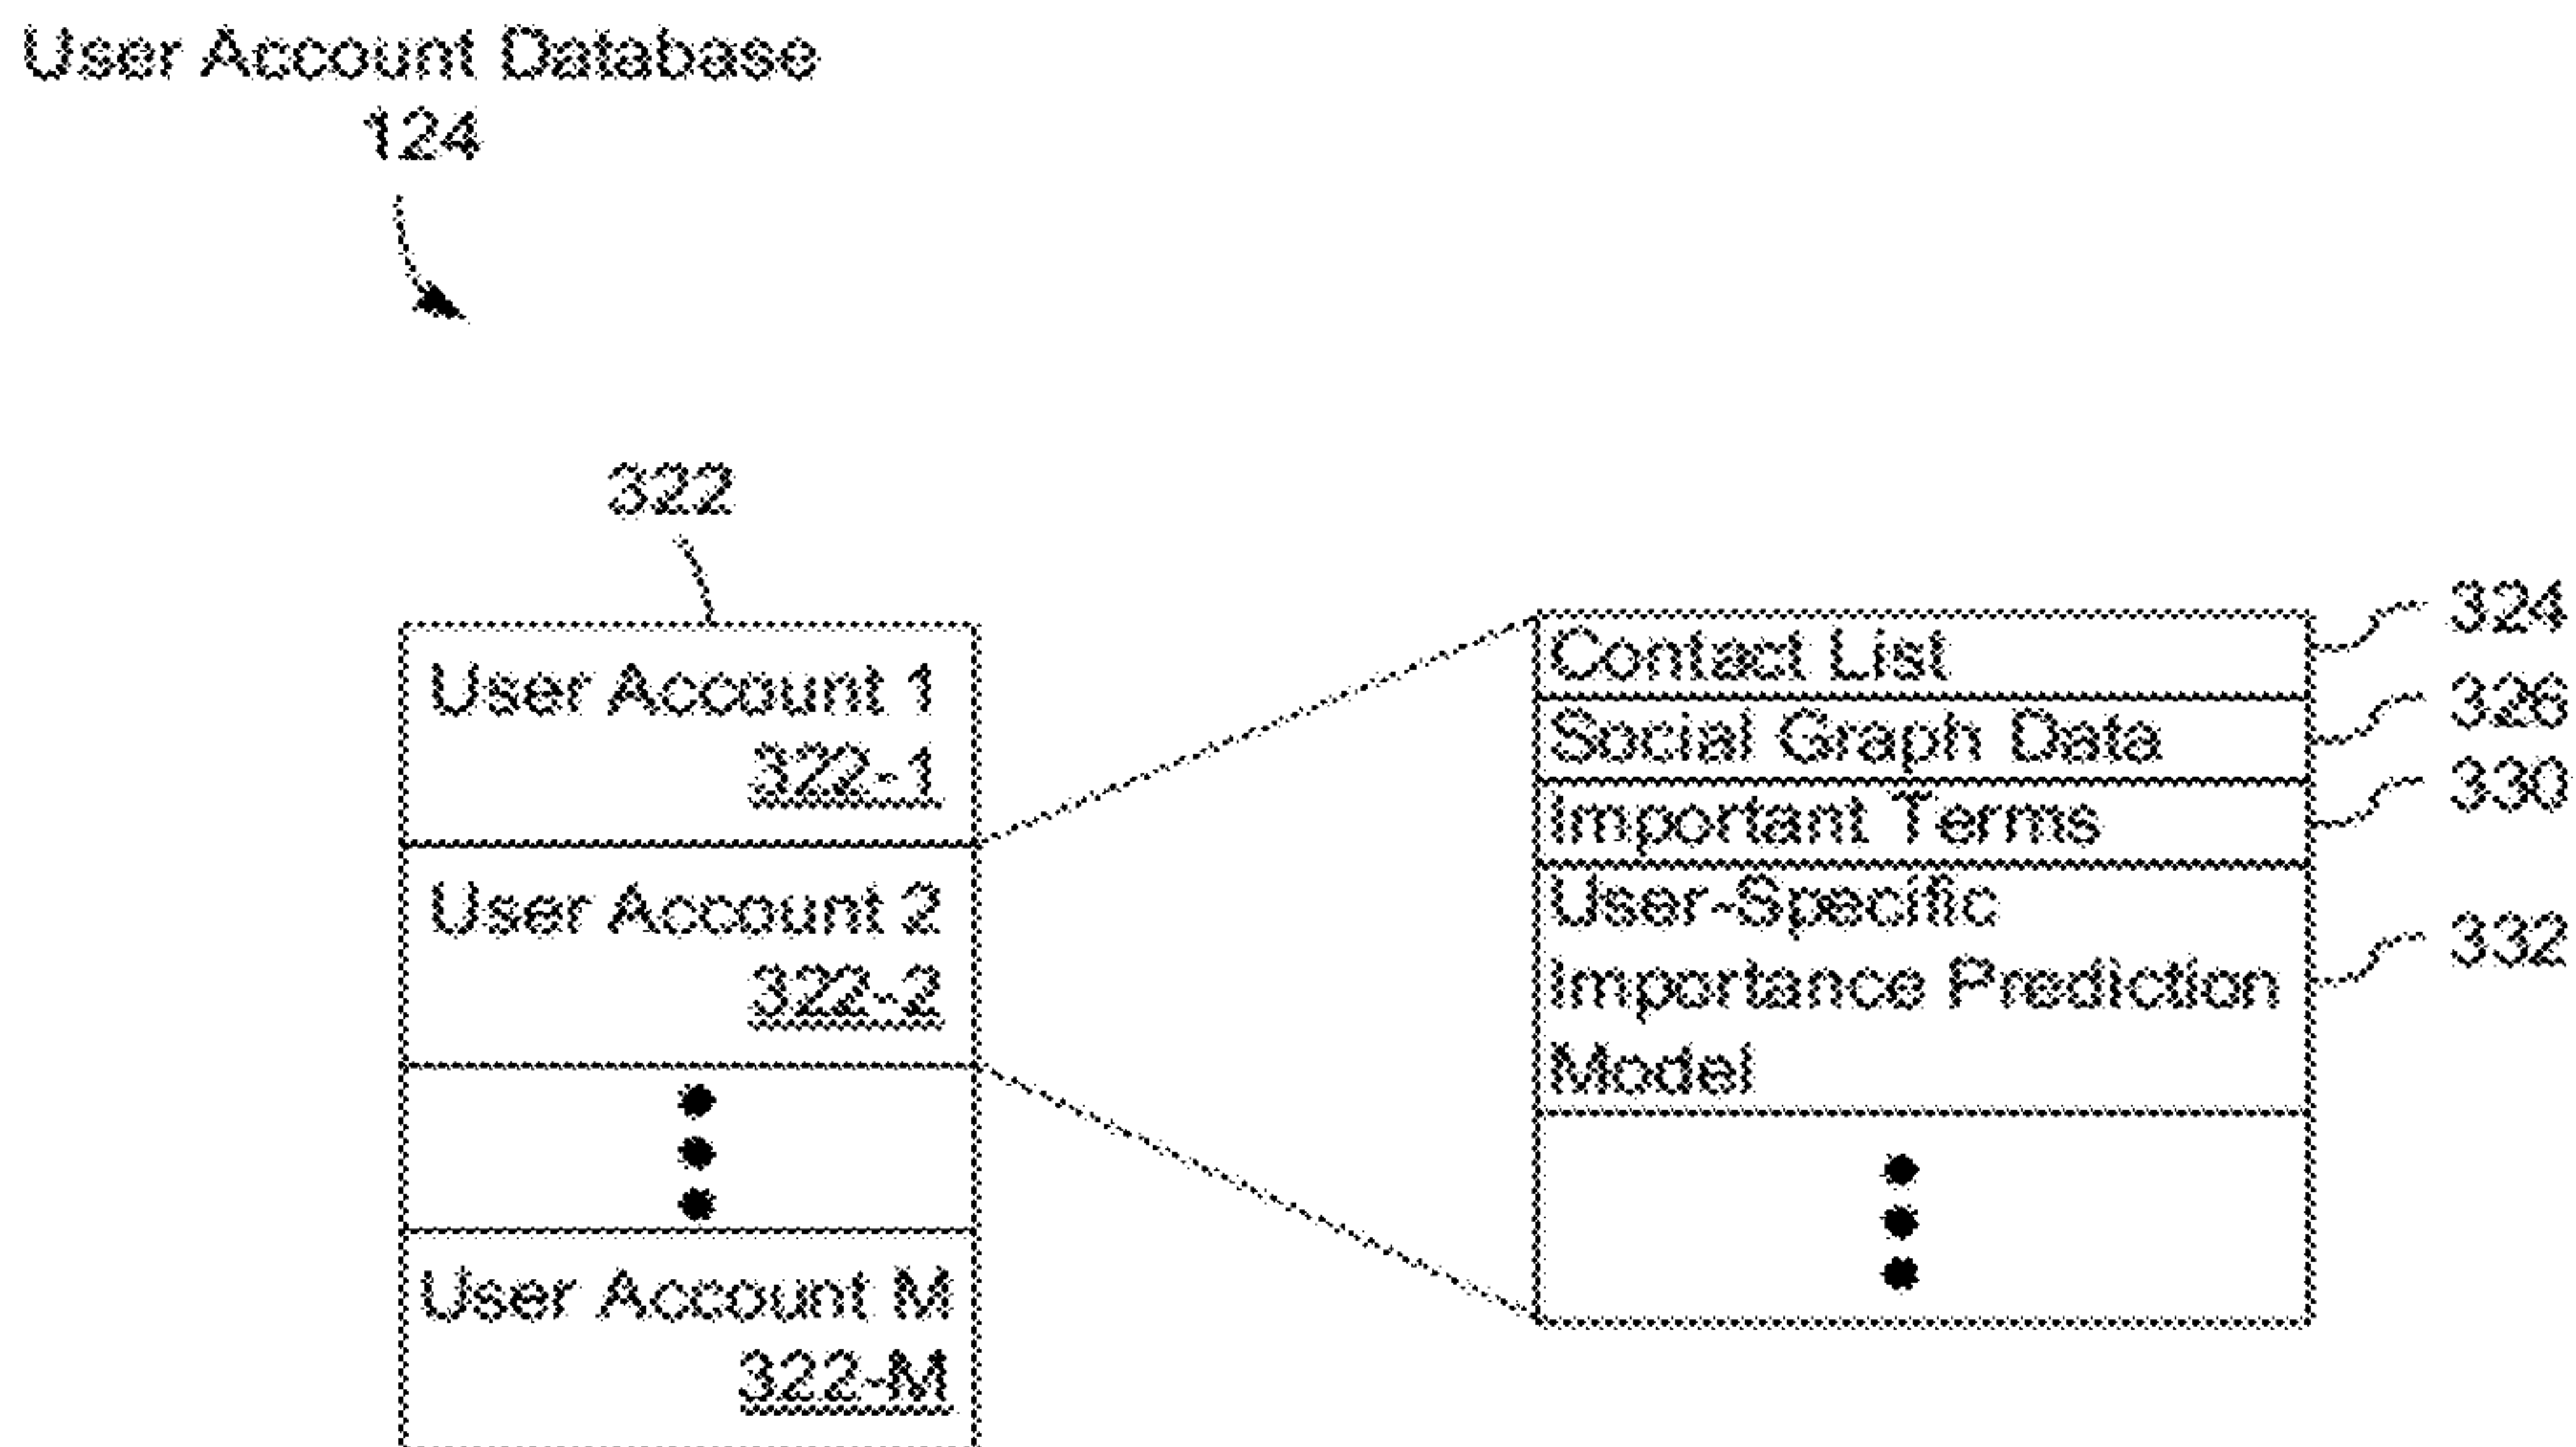 User Account Database
124
322
User Account 1
322-1
User Account 2
322-2
User Account M
322-M
Contact List
324
Social Graph Data
326
Important Terms
330
User-Specific
Importance Prediction
Model
332